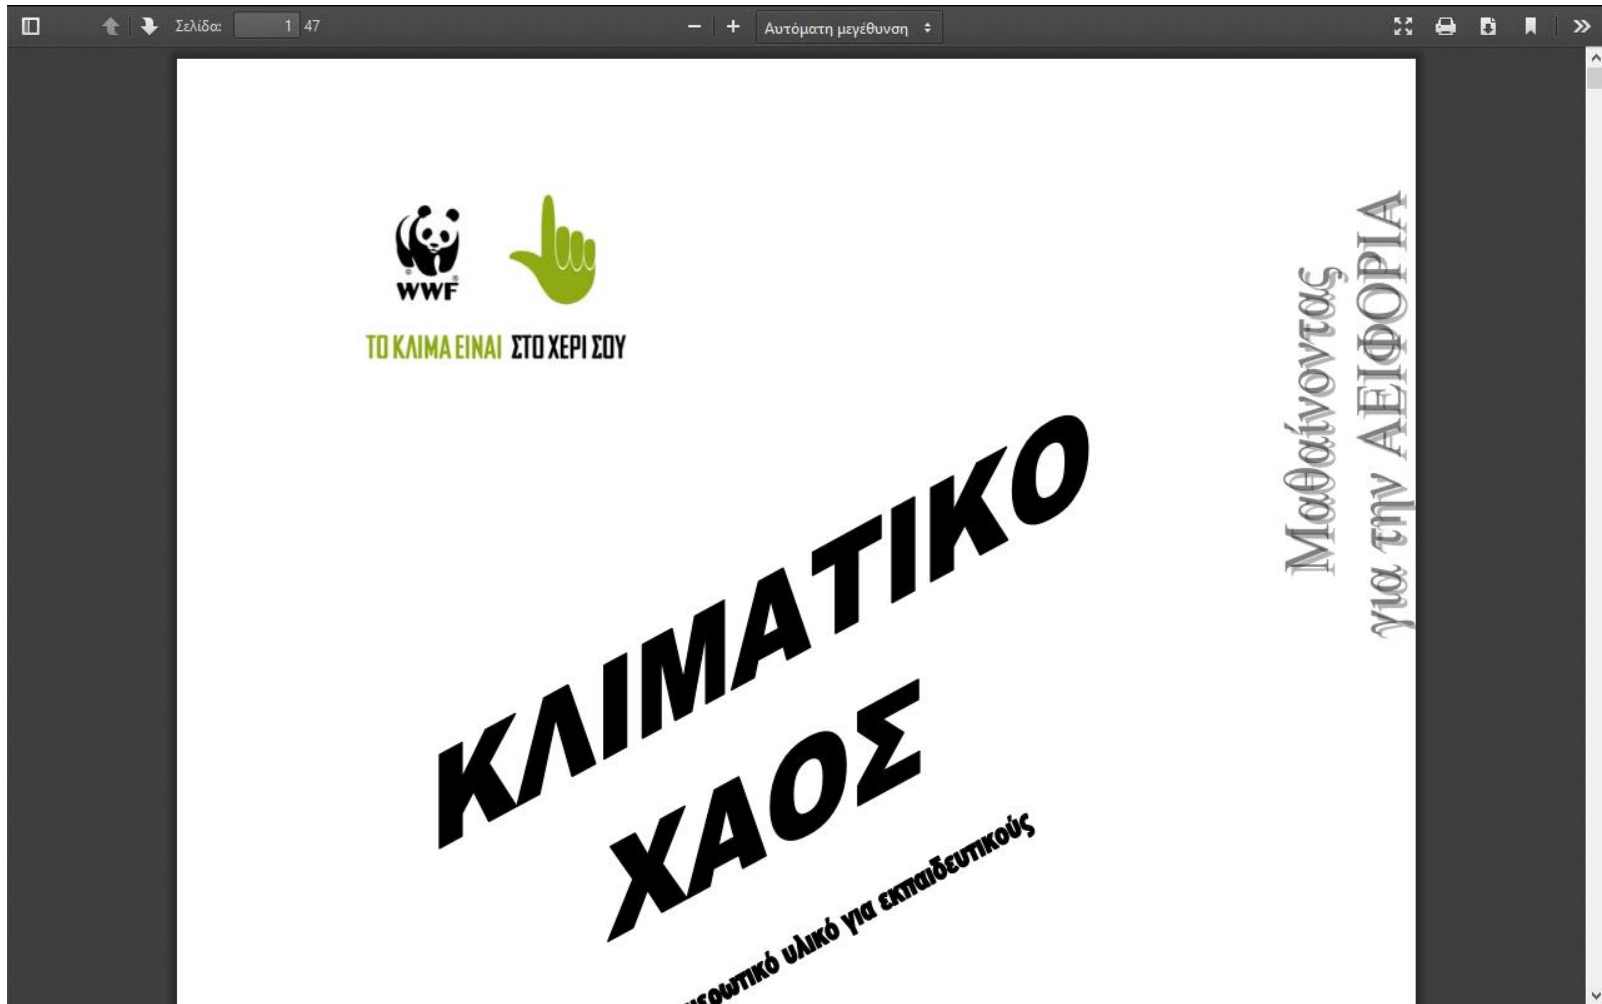 Σελίδα: 1 47
Αυτόματη μεγέθυνση
WWF
ΤΟ ΚΛΙΜΑ ΕΙΝΑΙ ΣΤΟ ΧΕΡΙ ΣΟΥ
Μαθαίνοντας
για την ΑΕΙΦΟΡΙΑ
ΚΛΙΜΑΤΙΚΟ
ΧΑΟΣ
υλικό για εκπαιδευτικούς